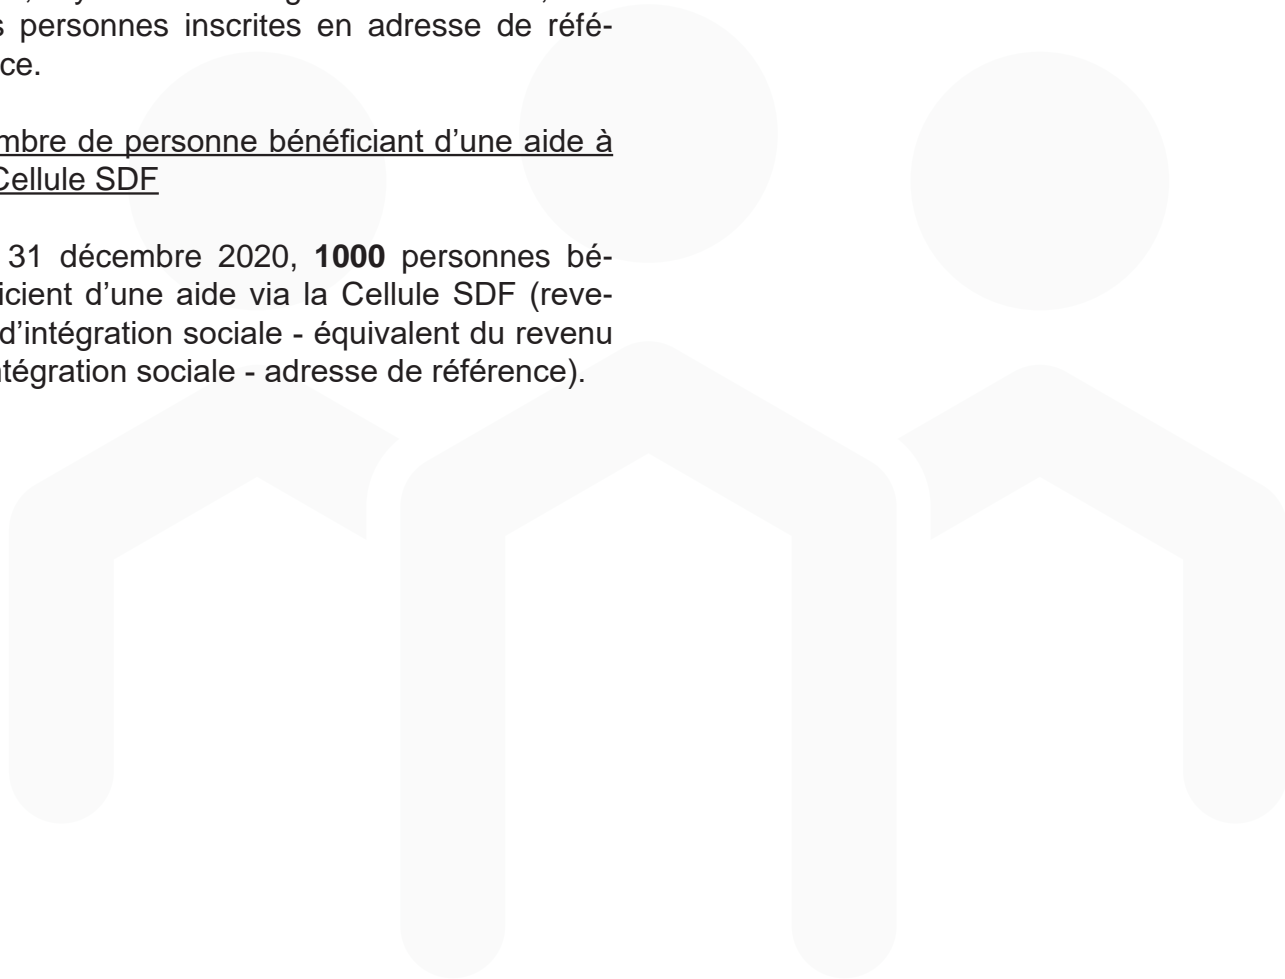 s personnes inscrites en adresse de réfé-
ce.
mbre de personne bénéficiant d'une aide à
Cellule SDF
31 décembre 2020, 1000 personnes bé-
icient d'une aide via la Cellule SDF (reve-
d'intégration sociale - équivalent du revenu
ntégration sociale - adresse de référence).